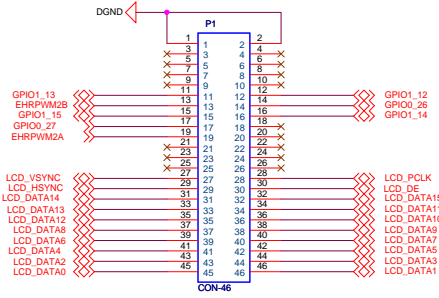 DGND
P1
1 1 2 2
3 3 4 4
5 5 6 6
7 7 8 8
9 9 10 10
GPIO1_13 11 11 12 12 GPIO1_12
EHRPWM2B 13 13 14 14 GPIO0_26
GPIO1_15 15 15 16 16 GPIO1_14
GPIO0_27 17 17 18 18
EHRPWM2A 19 19 20 20
21 21 22 22
23 23 24 24
25 25 26 26
LCD_VSYNC 27 27 28 28 LCD_PCLK
LCD_HSYNC 29 29 30 30 LCD_DE
LCD_DATA14 31 31 32 32 LCD_DATA15
LCD_DATA13 33 33 34 34 LCD_DATA11
LCD_DATA12 35 35 36 36 LCD_DATA10
LCD_DATA8 37 37 38 38 LCD_DATA9
LCD_DATA6 39 39 40 40 LCD_DATA7
LCD_DATA4 41 41 42 42 LCD_DATA5
LCD_DATA2 43 43 44 44 LCD_DATA3
LCD_DATA0 45 45 46 46 LCD_DATA1
CON-46